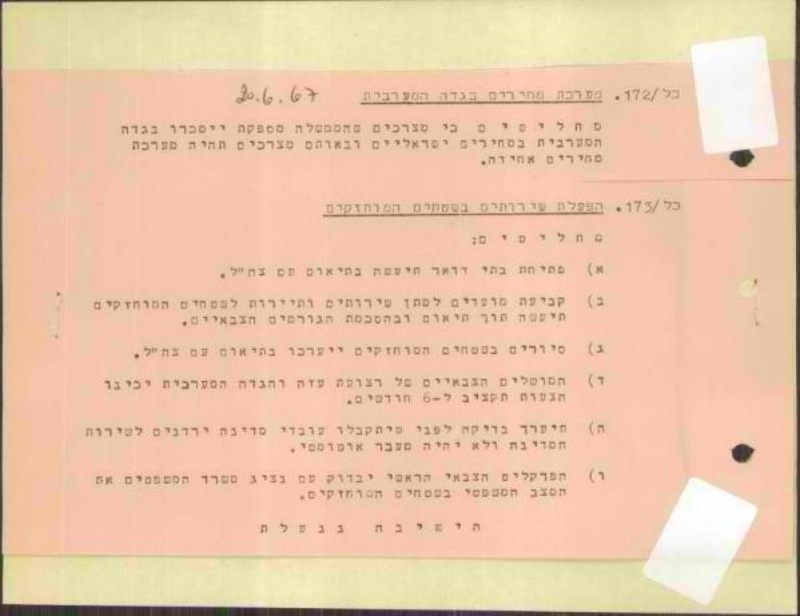 כל/172. מערכת מחירים בגדה המערבית 20.6.67
מ ח ל י ט י ם כי מצרכים שהממשלה מספקת יימכרו בגדה
המערבית במחירים ישראליים ובאותם מצרכים תהיה מערכת
מחירים אחידה.
כל/173. הפעלת שירותים בשטחים המוחזקים
מ ח ל י ט י ם:
א) פתיחת בתי דואר תיעשה בתיאום עם צה"ל.
ב) קביעת מועדים למתן שירותים ותיירות לשטחים המוחזקים
תיעשה תוך תיאום ובהסכמת הגורמים הצבאיים.
ג) סיורים בשטחים המוחזקים ייערכו בתיאום עם צה"ל.
ד) המושלים הצבאיים של רצועת עזה והגדה המערבית יכינו
הצעות תקציב ל-6 חודשים.
ה) תיערך בדיקה לפני שיתקבלו עובדי מדינה ירדנים לשירות
המדינה ולא יהיה מעבר אוטומטי.
ו) הפרקליט הצבאי הראשי יבדוק עם נציג משרד המשפטים את
המצב המשפטי בשטחים המוחזקים.
ה י ש י ב ה נ נ ע ל ת